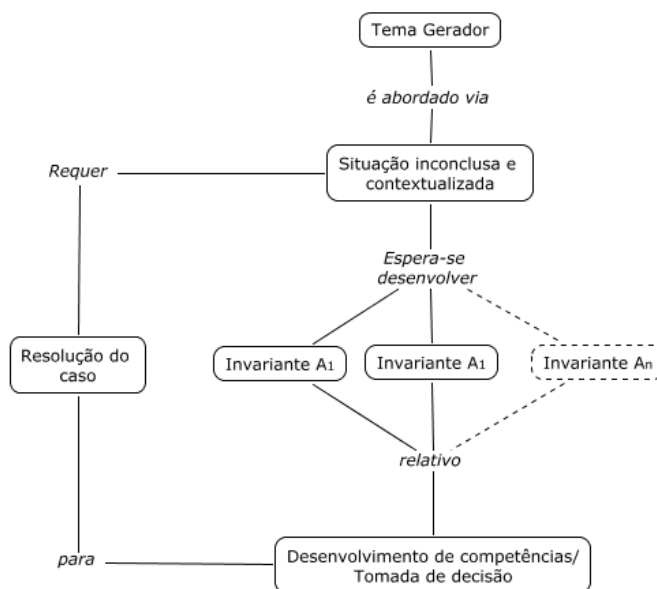 Tema Gerador
é abordado via
Situação inconclusa e
contextualizada
Requer
Espera-se
desenvolver
Resolução do
caso
Invariante A1
Invariante A1
Invariante An
relativo
para
Desenvolvimento de competências/
Tomada de decisão